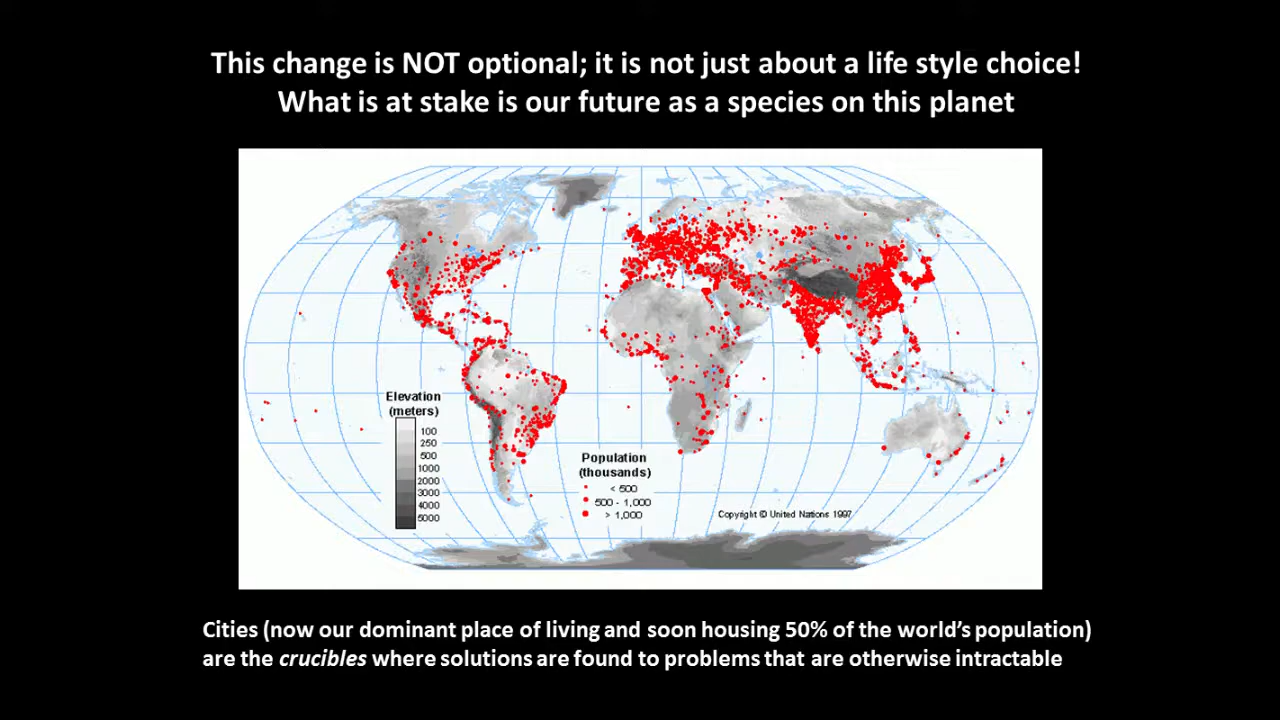 This change is NOT optional; it is not just about a life style choice!
What is at stake is our future as a species on this planet
Elevation
(meters)
100
250
500
1000
2000
3000
4000
5000
Population
(thousands)
< 500
500 - 1,000
> 1,000
Copyright © United Nations 1997
Cities (now our dominant place of living and soon housing 50% of the world’s population)
are the crucibles where solutions are found to problems that are otherwise intractable